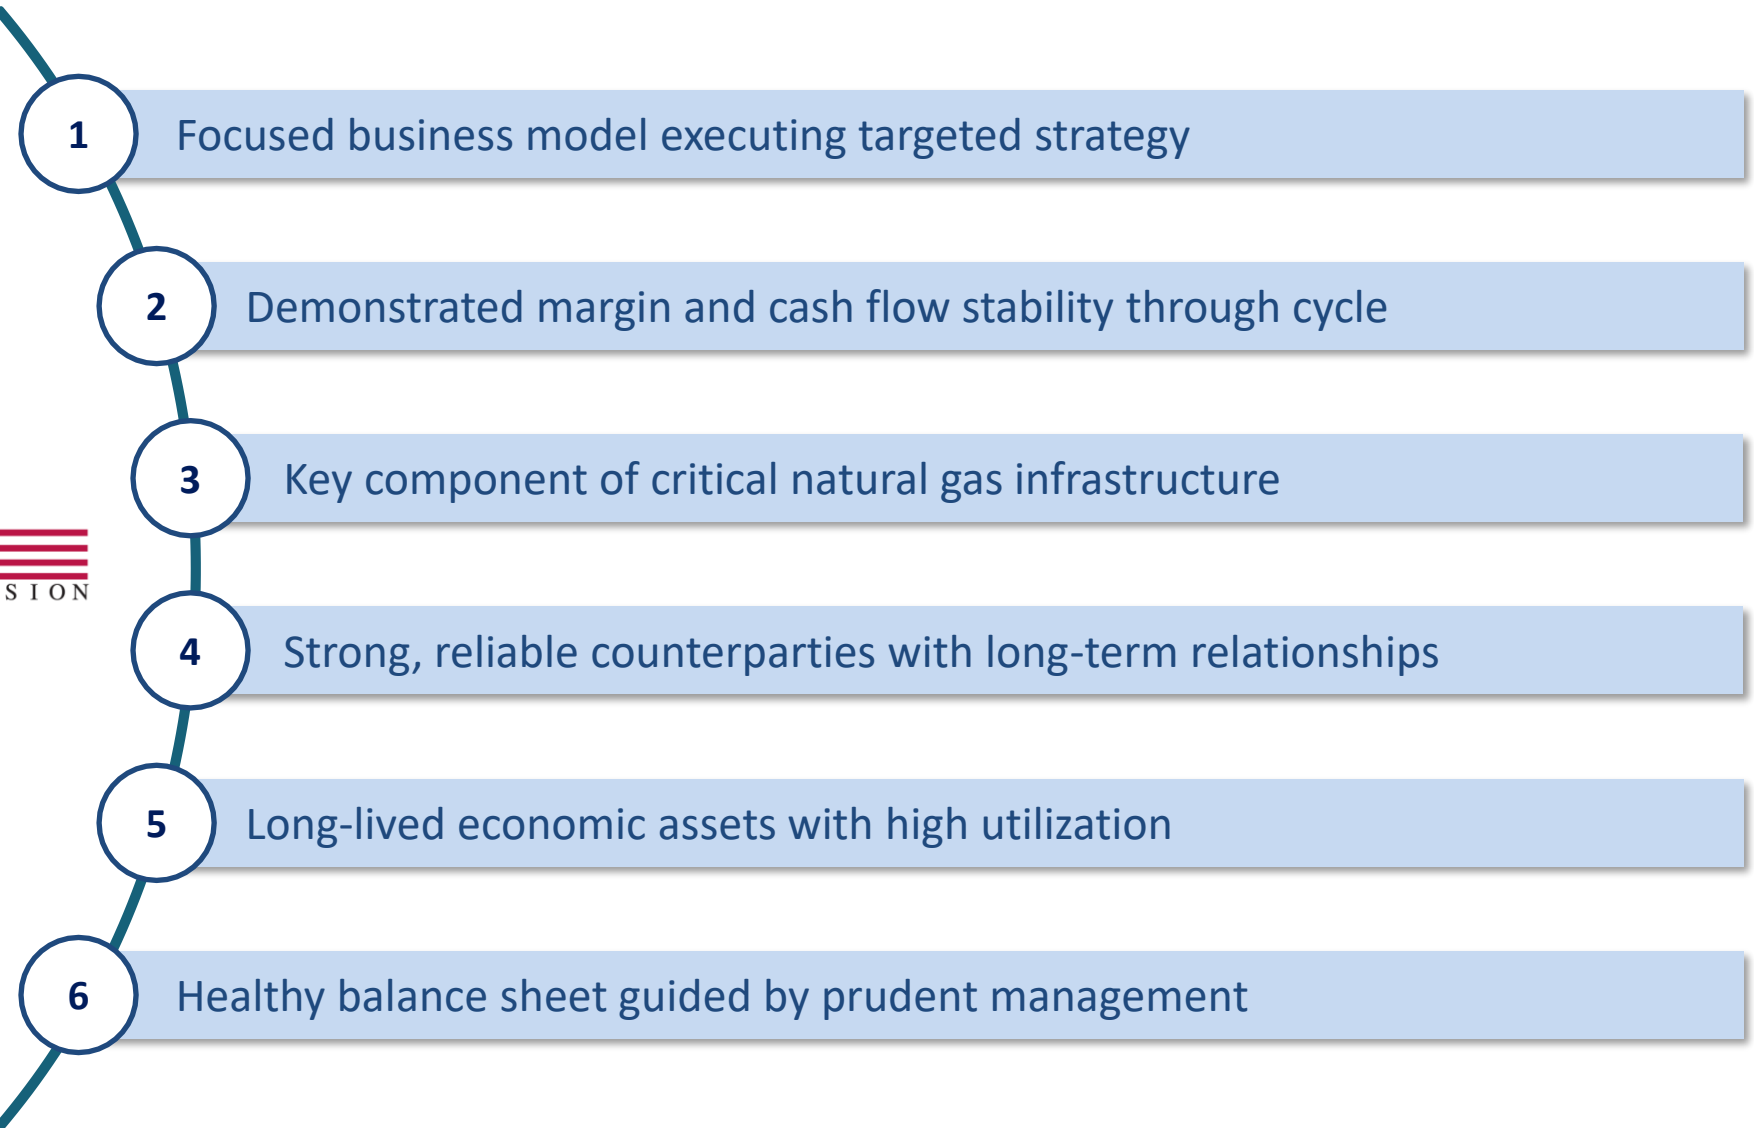 1
Focused business model executing targeted strategy
2
Demonstrated margin and cash flow stability through cycle
3
Key component of critical natural gas infrastructure
SION
4
Strong, reliable counterparties with long-term relationships
5
Long-lived economic assets with high utilization
6
Healthy balance sheet guided by prudent management